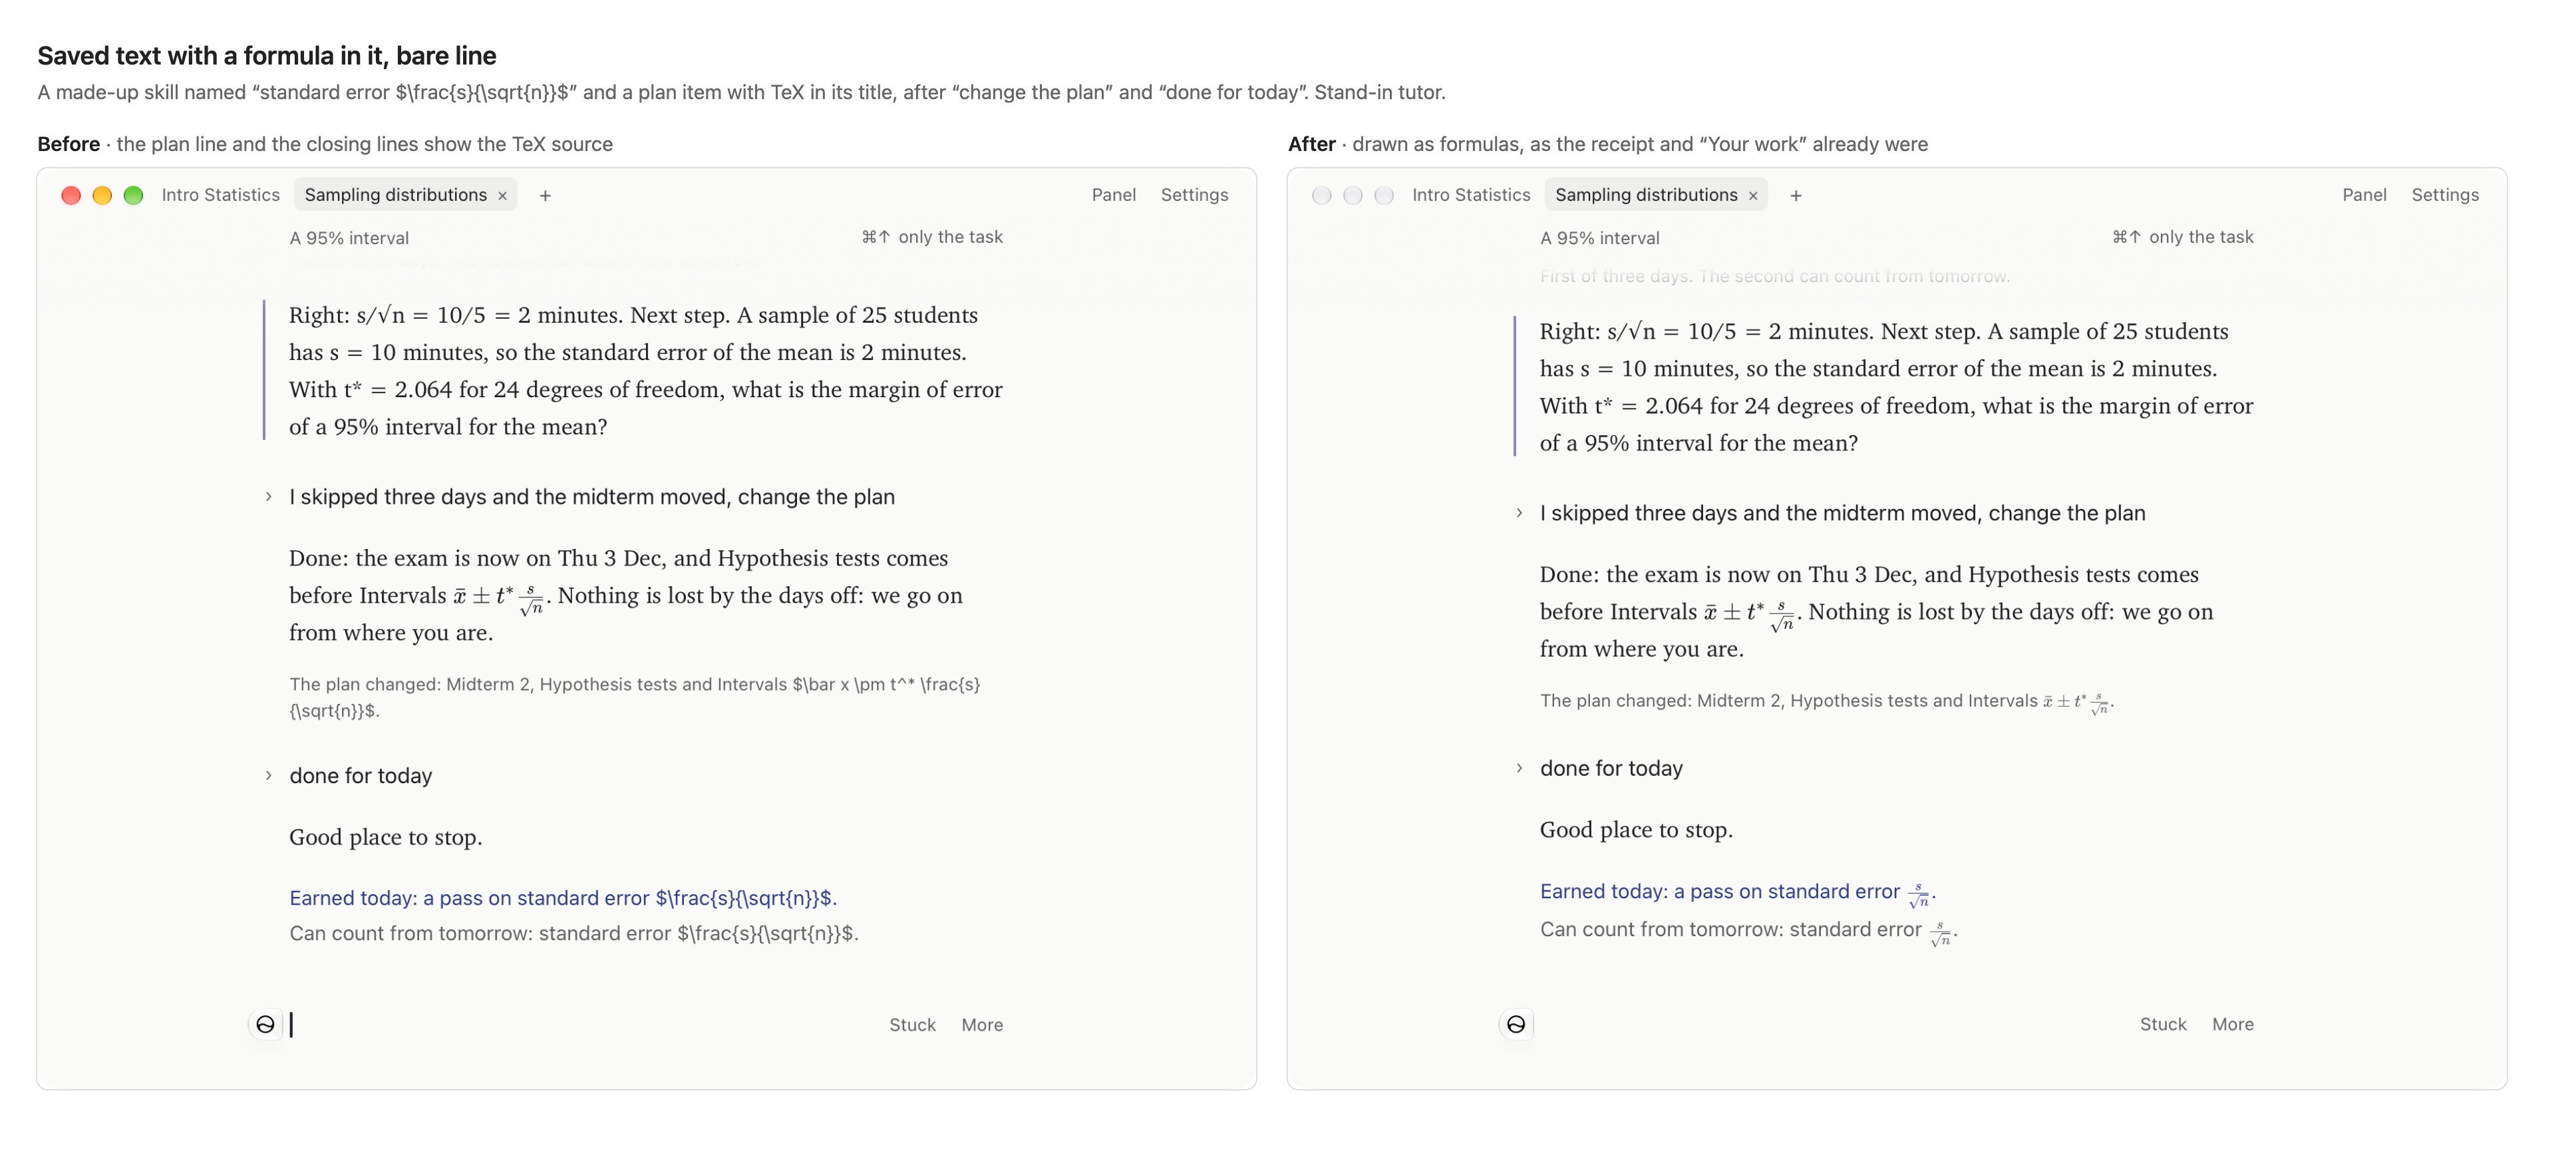 Saved text with a formula in it, bare line
A made-up skill named “standard error $\frac{s}{\sqrt{n}}$” and a plan item with TeX in its title, after “change the plan” and “done for today”. Stand-in tutor.
Before · the plan line and the closing lines show the TeX source
Intro Statistics Sampling distributions × + Panel Settings
A 95% interval ⌘↑ only the task
Right: s/√n = 10/5 = 2 minutes. Next step. A sample of 25 students
has s = 10 minutes, so the standard error of the mean is 2 minutes.
With t* = 2.064 for 24 degrees of freedom, what is the margin of error
of a 95% interval for the mean?
› I skipped three days and the midterm moved, change the plan
Done: the exam is now on Thu 3 Dec, and Hypothesis tests comes
before Intervals x̄ ± t* s/√n. Nothing is lost by the days off: we go on
from where you are.
The plan changed: Midterm 2, Hypothesis tests and Intervals $\bar x \pm t^* \frac{s}
{\sqrt{n}}$.
› done for today
Good place to stop.
Earned today: a pass on standard error $\frac{s}{\sqrt{n}}$.
Can count from tomorrow: standard error $\frac{s}{\sqrt{n}}$.
Stuck More
After · drawn as formulas, as the receipt and “Your work” already were
Intro Statistics Sampling distributions × + Panel Settings
A 95% interval ⌘↑ only the task
First of three days. The second can count from tomorrow.
Right: s/√n = 10/5 = 2 minutes. Next step. A sample of 25 students
has s = 10 minutes, so the standard error of the mean is 2 minutes.
With t* = 2.064 for 24 degrees of freedom, what is the margin of error
of a 95% interval for the mean?
› I skipped three days and the midterm moved, change the plan
Done: the exam is now on Thu 3 Dec, and Hypothesis tests comes
before Intervals x̄ ± t* s/√n. Nothing is lost by the days off: we go on
from where you are.
The plan changed: Midterm 2, Hypothesis tests and Intervals x̄ ± t* s/√n.
› done for today
Good place to stop.
Earned today: a pass on standard error s/√n.
Can count from tomorrow: standard error s/√n.
Stuck More